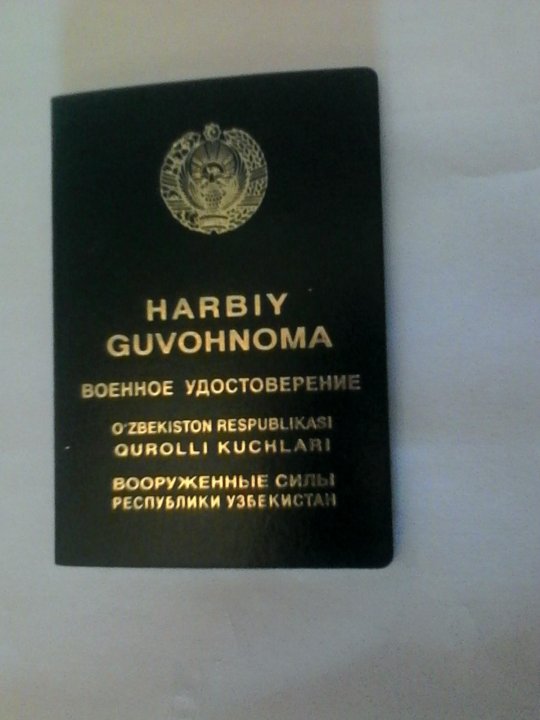 HARBIY
GUVOHNOMA
ВОЕННОЕ УДОСТОВЕРЕНИЕ
O'ZBEKISTON RESPUBLIKASI
QUROLLI KUCHLARI
ВООРУЖЕННЫЕ СИЛЫ
РЕСПУБЛИКИ УЗБЕКИСТАН